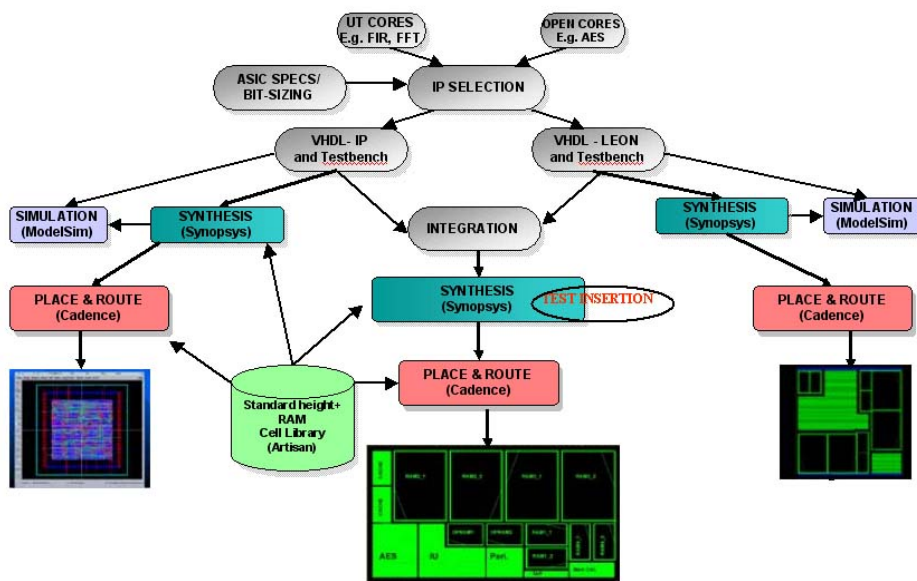 UT CORES
E.g. FIR, FFT
OPEN CORES
E.g. AES
ASIC SPECS/
BIT-SIZING
IP SELECTION
VHDL- IP
and Testbench
VHDL - LEON
and Testbench
SIMULATION
(ModelSim)
SYNTHESIS
(Synopsys)
INTEGRATION
SYNTHESIS
(Synopsys)
SIMULATION
(ModelSim)
PLACE & ROUTE
(Cadence)
SYNTHESIS
(Synopsys)
TEST INSERTION
PLACE & ROUTE
(Cadence)
Standard height+
RAM
Cell Library
(Artisan)
PLACE & ROUTE
(Cadence)
AES
IU
Peri.